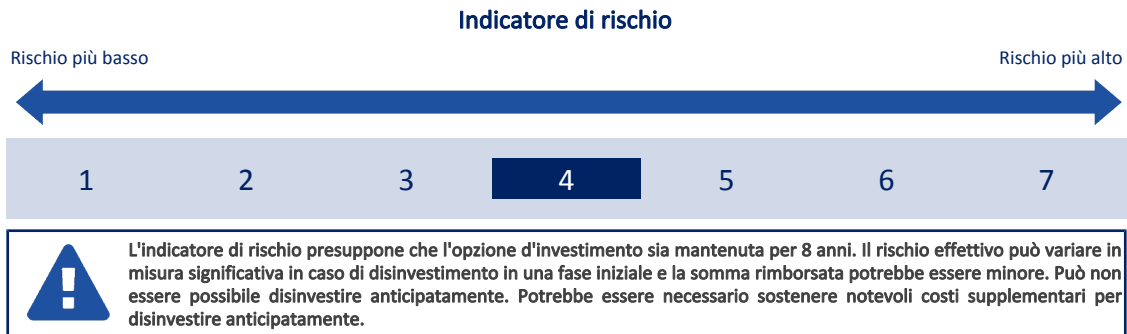 Indicatore di rischio
Rischio più basso
Rischio più alto
1 2 3 4 5 6 7
L'indicatore di rischio presuppone che l'opzione d'investimento sia mantenuta per 8 anni. Il rischio effettivo può variare in
misura significativa in caso di disinvestimento in una fase iniziale e la somma rimborsata potrebbe essere minore. Può non
essere possibile disinvestire anticipatamente. Potrebbe essere necessario sostenere notevoli costi supplementari per
disinvestire anticipatamente.